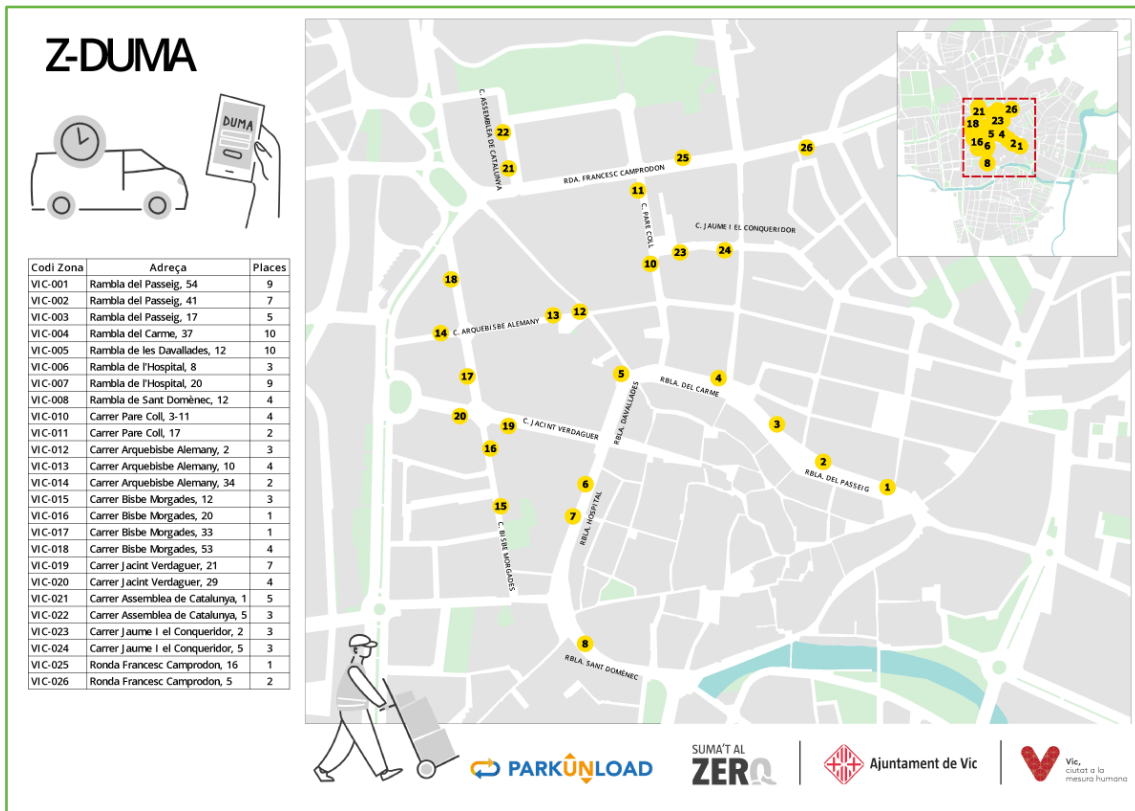 Z-DUMA
DUMA
Codi Zona Adreça Places
VIC-001 Rambla del Passeig, 54 9
VIC-002 Rambla del Passeig, 41 7
VIC-003 Rambla del Passeig, 17 5
VIC-004 Rambla del Carme, 37 10
VIC-005 Rambla de les Davallades, 12 10
VIC-006 Rambla de l'Hospital, 8 3
VIC-007 Rambla de l'Hospital, 20 9
VIC-008 Rambla de Sant Domènec, 12 4
VIC-010 Carrer Pare Coll, 3-11 4
VIC-011 Carrer Pare Coll, 17 2
VIC-012 Carrer Arquebisbe Alemany, 2 3
VIC-013 Carrer Arquebisbe Alemany, 10 4
VIC-014 Carrer Arquebisbe Alemany, 34 2
VIC-015 Carrer Bisbe Morgades, 12 3
VIC-016 Carrer Bisbe Morgades, 20 1
VIC-017 Carrer Bisbe Morgades, 33 1
VIC-018 Carrer Bisbe Morgades, 53 4
VIC-019 Carrer Jacint Verdaguer, 21 7
VIC-020 Carrer Jacint Verdaguer, 29 4
VIC-021 Carrer Assemblea de Catalunya, 1 5
VIC-022 Carrer Assemblea de Catalunya, 5 3
VIC-023 Carrer Jaume I el Conqueridor, 2 3
VIC-024 Carrer Jaume I el Conqueridor, 5 3
VIC-025 Ronda Francesc Camprodon, 16 1
VIC-026 Ronda Francesc Camprodon, 5 2
C. ASSEMBLEA DE CATALUNYA
22
21
RDA. FRANCESC CAMPRODON
25
26
11
C. PARE COLL
C. JAUME I EL CONQUERIDOR
23
24
10
18
14
C. ARQUEBISBE ALEMANY
13
12
17
5
RBLA. DEL CARME
4
20
19
C. JACINT VERDAGUER
RBLA. DAVALLADES
3
16
2
RBLA. DEL PASSEIG
1
6
15
7
RBLA. HOSPITAL
C. BISBE MORGADES
8
RBLA. SANT DOMÈNEC
21
26
18
23
5
4
16
6
2
1
8
PARKUNLOAD
SUMA'T AL
ZERO
Ajuntament de Vic
Vic,
ciutat a la
mesura humana